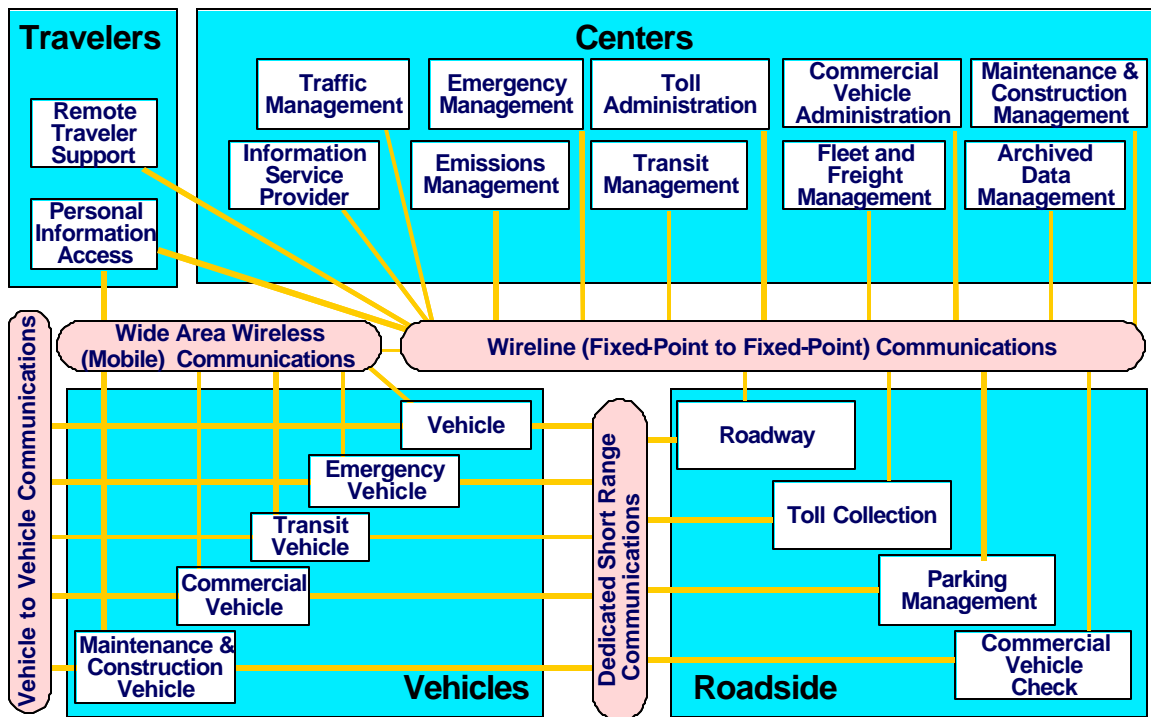 Travelers
Remote
Traveler
Support
Personal
Information
Access
Centers
Traffic
Management
Emergency
Management
Toll
Administration
Commercial
Vehicle
Administration
Maintenance &
Construction
Management
Information
Service
Provider
Emissions
Management
Transit
Management
Fleet and
Freight
Management
Archived
Data
Management
Wide Area Wireless
(Mobile) Communications
Wireline (Fixed-Point to Fixed-Point) Communications
Vehicle to Vehicle Communications
Vehicle
Emergency
Vehicle
Transit
Vehicle
Commercial
Vehicle
Maintenance &
Construction
Vehicle
Vehicles
Dedicated Short Range
Communications
Roadway
Toll Collection
Parking
Management
Commercial
Vehicle
Check
Roadside